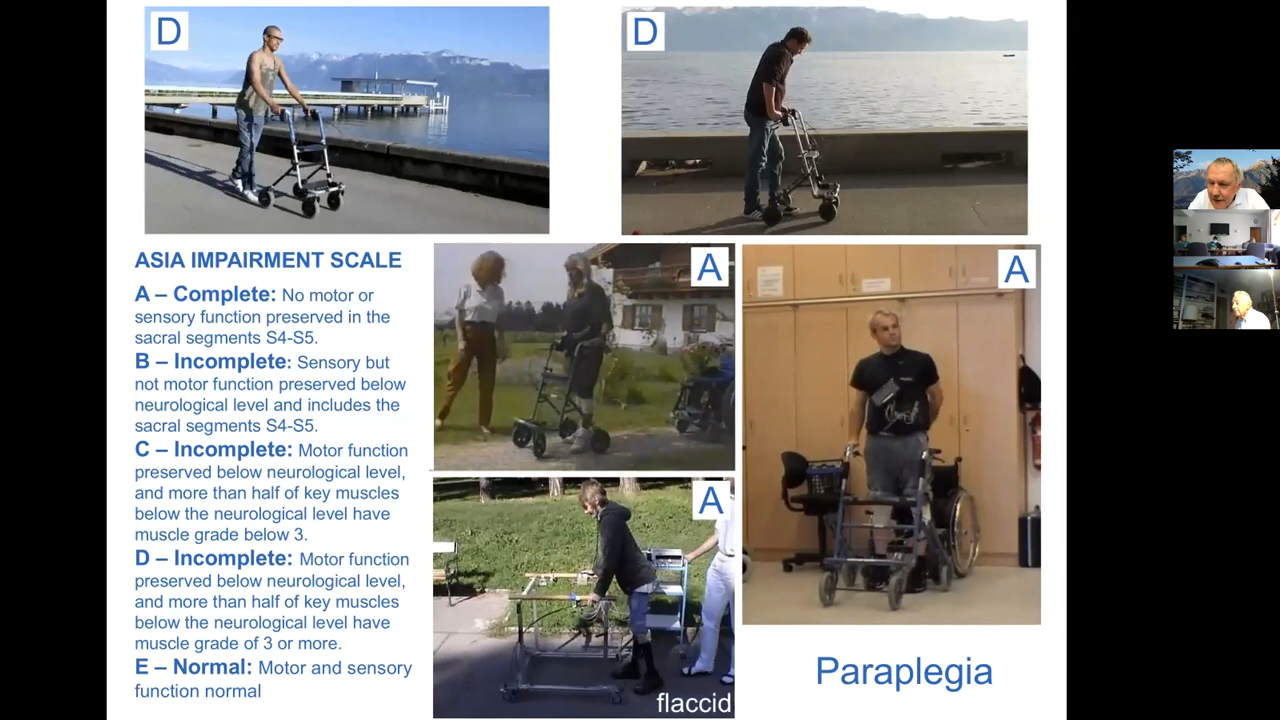 D
D
ASIA IMPAIRMENT SCALE
A – Complete: No motor or
sensory function preserved in the
sacral segments S4-S5.
B – Incomplete: Sensory but
not motor function preserved below
neurological level and includes the
sacral segments S4-S5.
C – Incomplete: Motor function
preserved below neurological level,
and more than half of key muscles
below the neurological level have
muscle grade below 3.
D – Incomplete: Motor function
preserved below neurological level,
and more than half of key muscles
below the neurological level have
muscle grade of 3 or more.
E – Normal: Motor and sensory
function normal
A
A
A
flaccid
Paraplegia